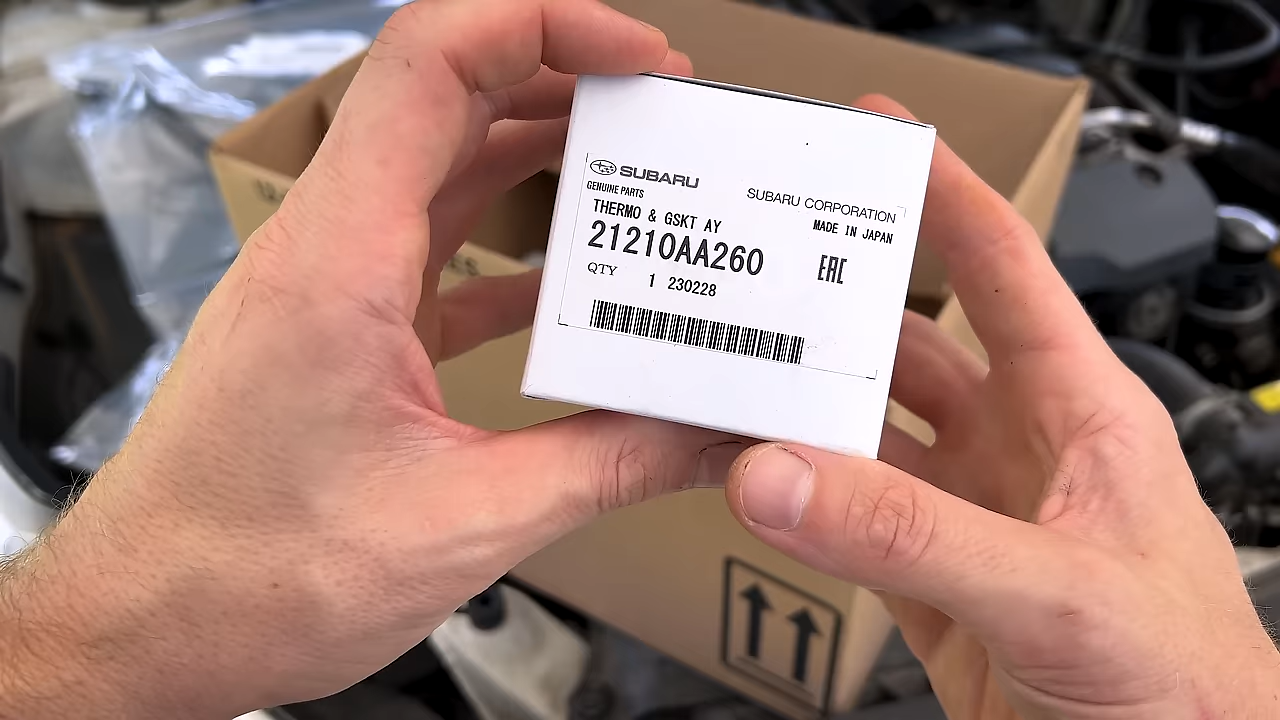 SUBARU
GENUINE PARTS
SUBARU CORPORATION
THERMO & GSKT AY
MADE IN JAPAN
21210AA260
EAC
QTY 1 230228